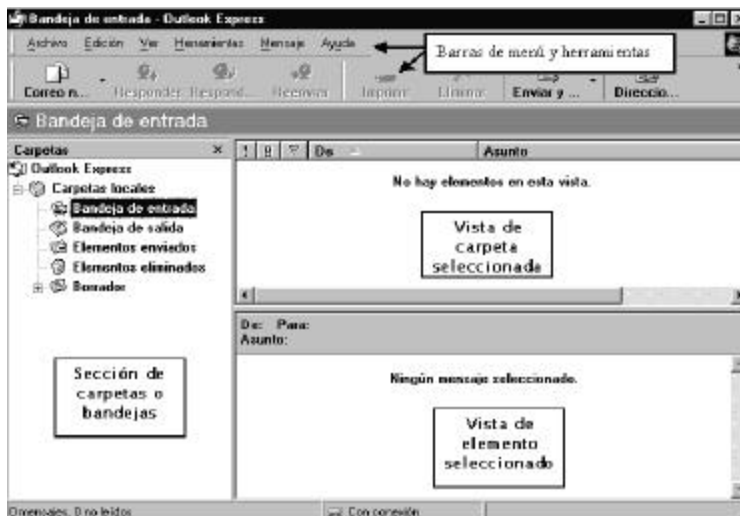 Bandeja de entrada - Outlook Express
Archivo Edición Ver Herramientas Mensaje Ayuda
Barras de menú y herramientas
Correo n... Responder Respond... Reenviar Imprimir Eliminar Enviar y ... Direccio...
Bandeja de entrada
Carpetas
! De Asunto
Outlook Express
No hay elementos en esta vista.
Carpetas locales
Bandeja de entrada
Bandeja de salida
Elementos enviados
Elementos eliminados
Borrador
Vista de
carpeta
seleccionada
De: Para:
Asunto:
Sección de
carpetas o
bandejas
Ningún mensaje seleccionado.
Vista de
elemento
seleccionado
0 mensajes, 0 no leídos
Con conexión